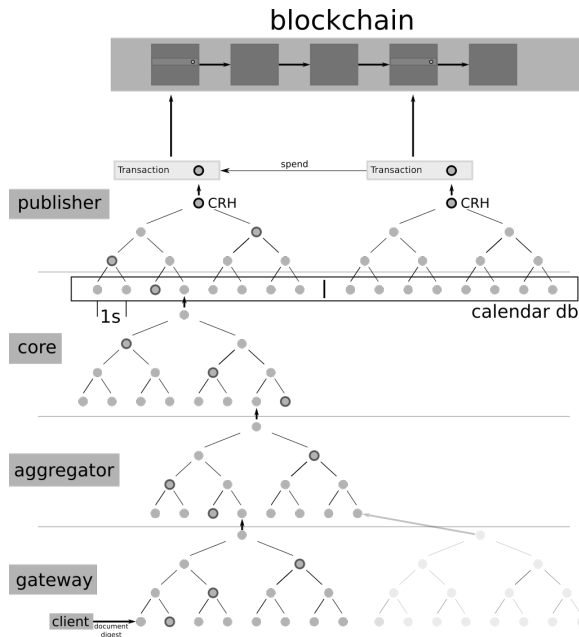 blockchain
Transaction
spend
Transaction
publisher
CRH
CRH
1s
calendar db
core
aggregator
gateway
client
document
digest